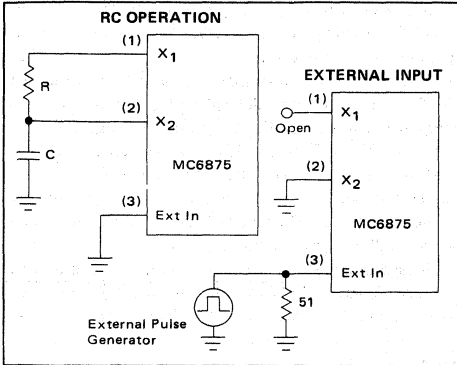 RC OPERATION
(1)
X1
R
(2)
X2
C
MC6875
(3)
Ext In
EXTERNAL INPUT
(1)
X1
Open
(2)
X2
MC6875
(3)
Ext In
51
External Pulse
Generator